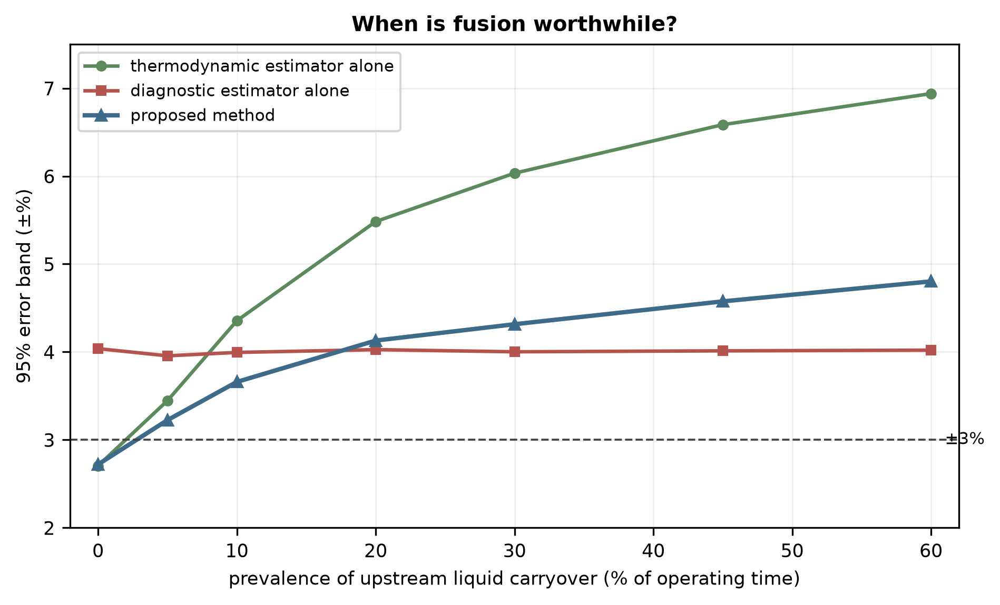 When is fusion worthwhile?
thermodynamic estimator alone
diagnostic estimator alone
proposed method
95% error band (±%)
7
6
5
4
3
2
±3%
0 10 20 30 40 50 60
prevalence of upstream liquid carryover (% of operating time)